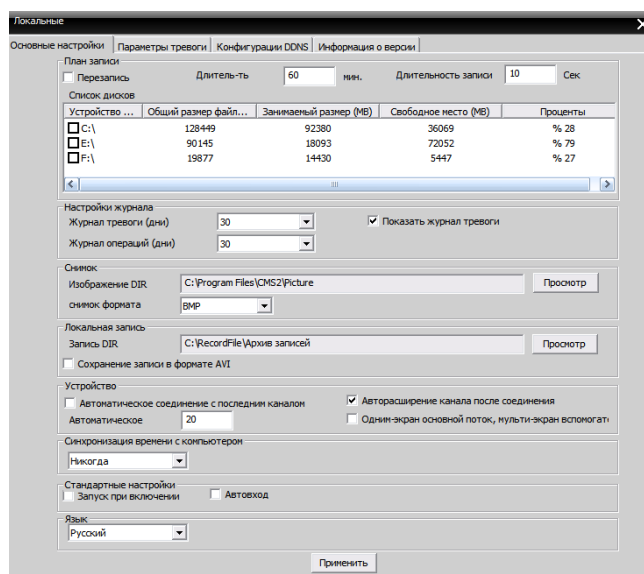 Локальные
Основные настройки Параметры тревоги Конфигурации DDNS Информация о версии
План записи
Перезапись Длитель-ть 60 мин. Длительность записи 10 Сек
Список дисков
Устройство ... Общий размер файл... Занимаемый размер (MB) Свободное место (MB) Проценты
C:\ 128449 92380 36069 % 28
E:\ 90145 18093 72052 % 79
F:\ 19877 14430 5447 % 27
Настройки журнала
Журнал тревоги (дни) 30 Показать журнал тревоги
Журнал операций (дни) 30
Снимок
Изображение DIR C:\Program Files\CMS2\Picture Просмотр
снимок формата BMP
Локальная запись
Запись DIR C:\RecordFile\Архив записей Просмотр
Сохранение записи в формате AVI
Устройство
Автоматическое соединение с последним каналом Авторасширение канала после соединения
Автоматическое 20 Одним-экран основной поток, мульти-экран вспомогат
Синхронизация времени с компьютером
Никогда
Стандартные настройки
Запуск при включении Автовход
Язык
Русский
Применить